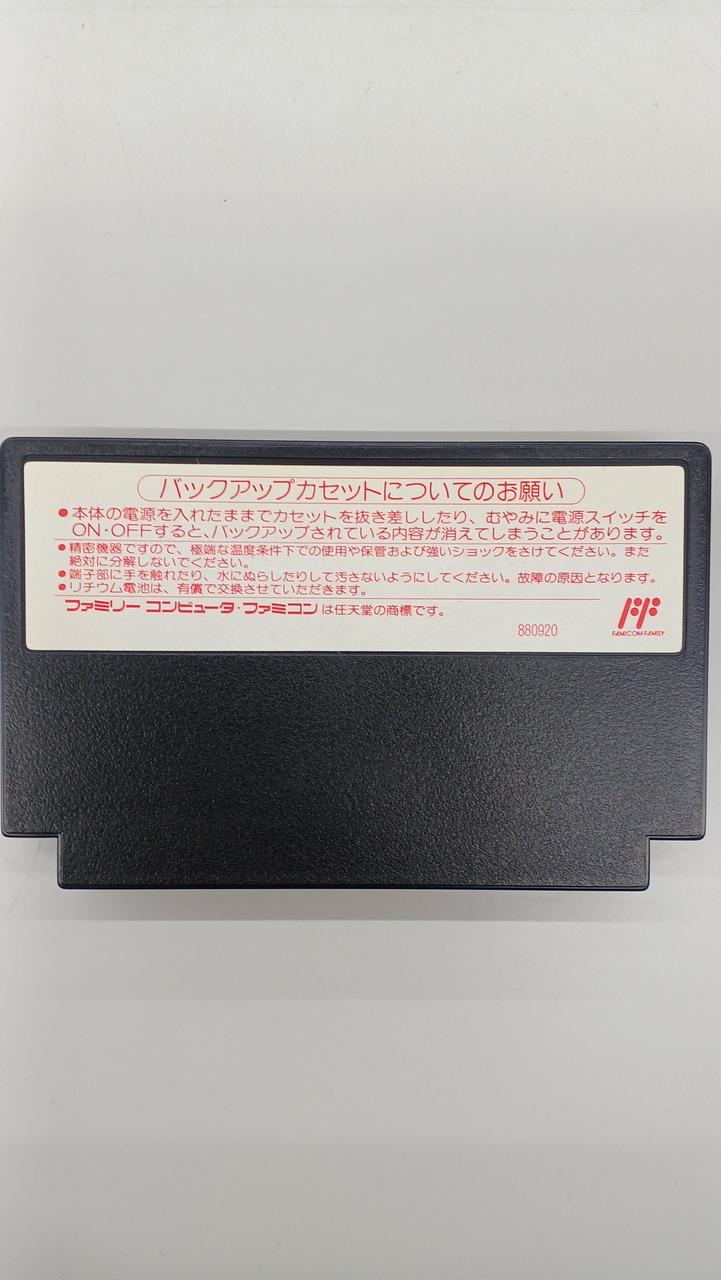 バックアップカセットについてのお願い
●本体の電源を入れたままでカセットを抜き差ししたり、むやみに電源スイッチを
ON・OFFすると、バックアップされている内容が消えてしまうことがあります。
●精密機器ですので、極端な温度条件下での使用や保管および強いショックをさけてください。また
絶対に分解しないでください。
●端子部に手を触れたり、水にぬらしたりして汚さないようにしてください。故障の原因となります。
●リチウム電池は、有償で交換させていただきます。
ファミリー コンピュータ・ファミコンは任天堂の商標です。
880920
FAMICOM FAMILY